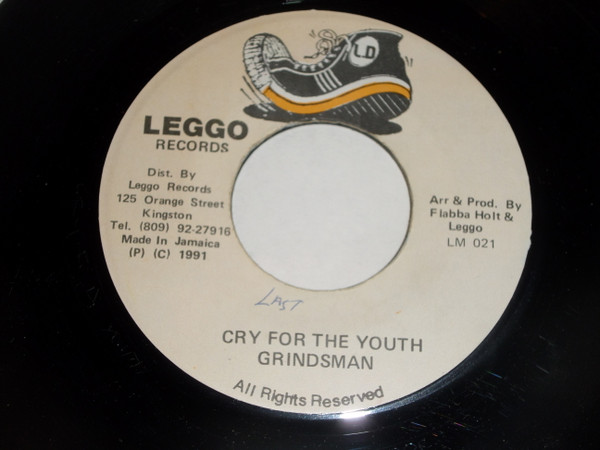 LD
LEGGO
RECORDS
Dist. By
Leggo Records
125 Orange Street
Kingston
Tel. (809) 92-27916
Made In Jamaica
(P) (C) 1991
Arr & Prod. By
Flabba Holt &
Leggo
LM 021
LAST
CRY FOR THE YOUTH
GRINDSMAN
All Rights Reserved